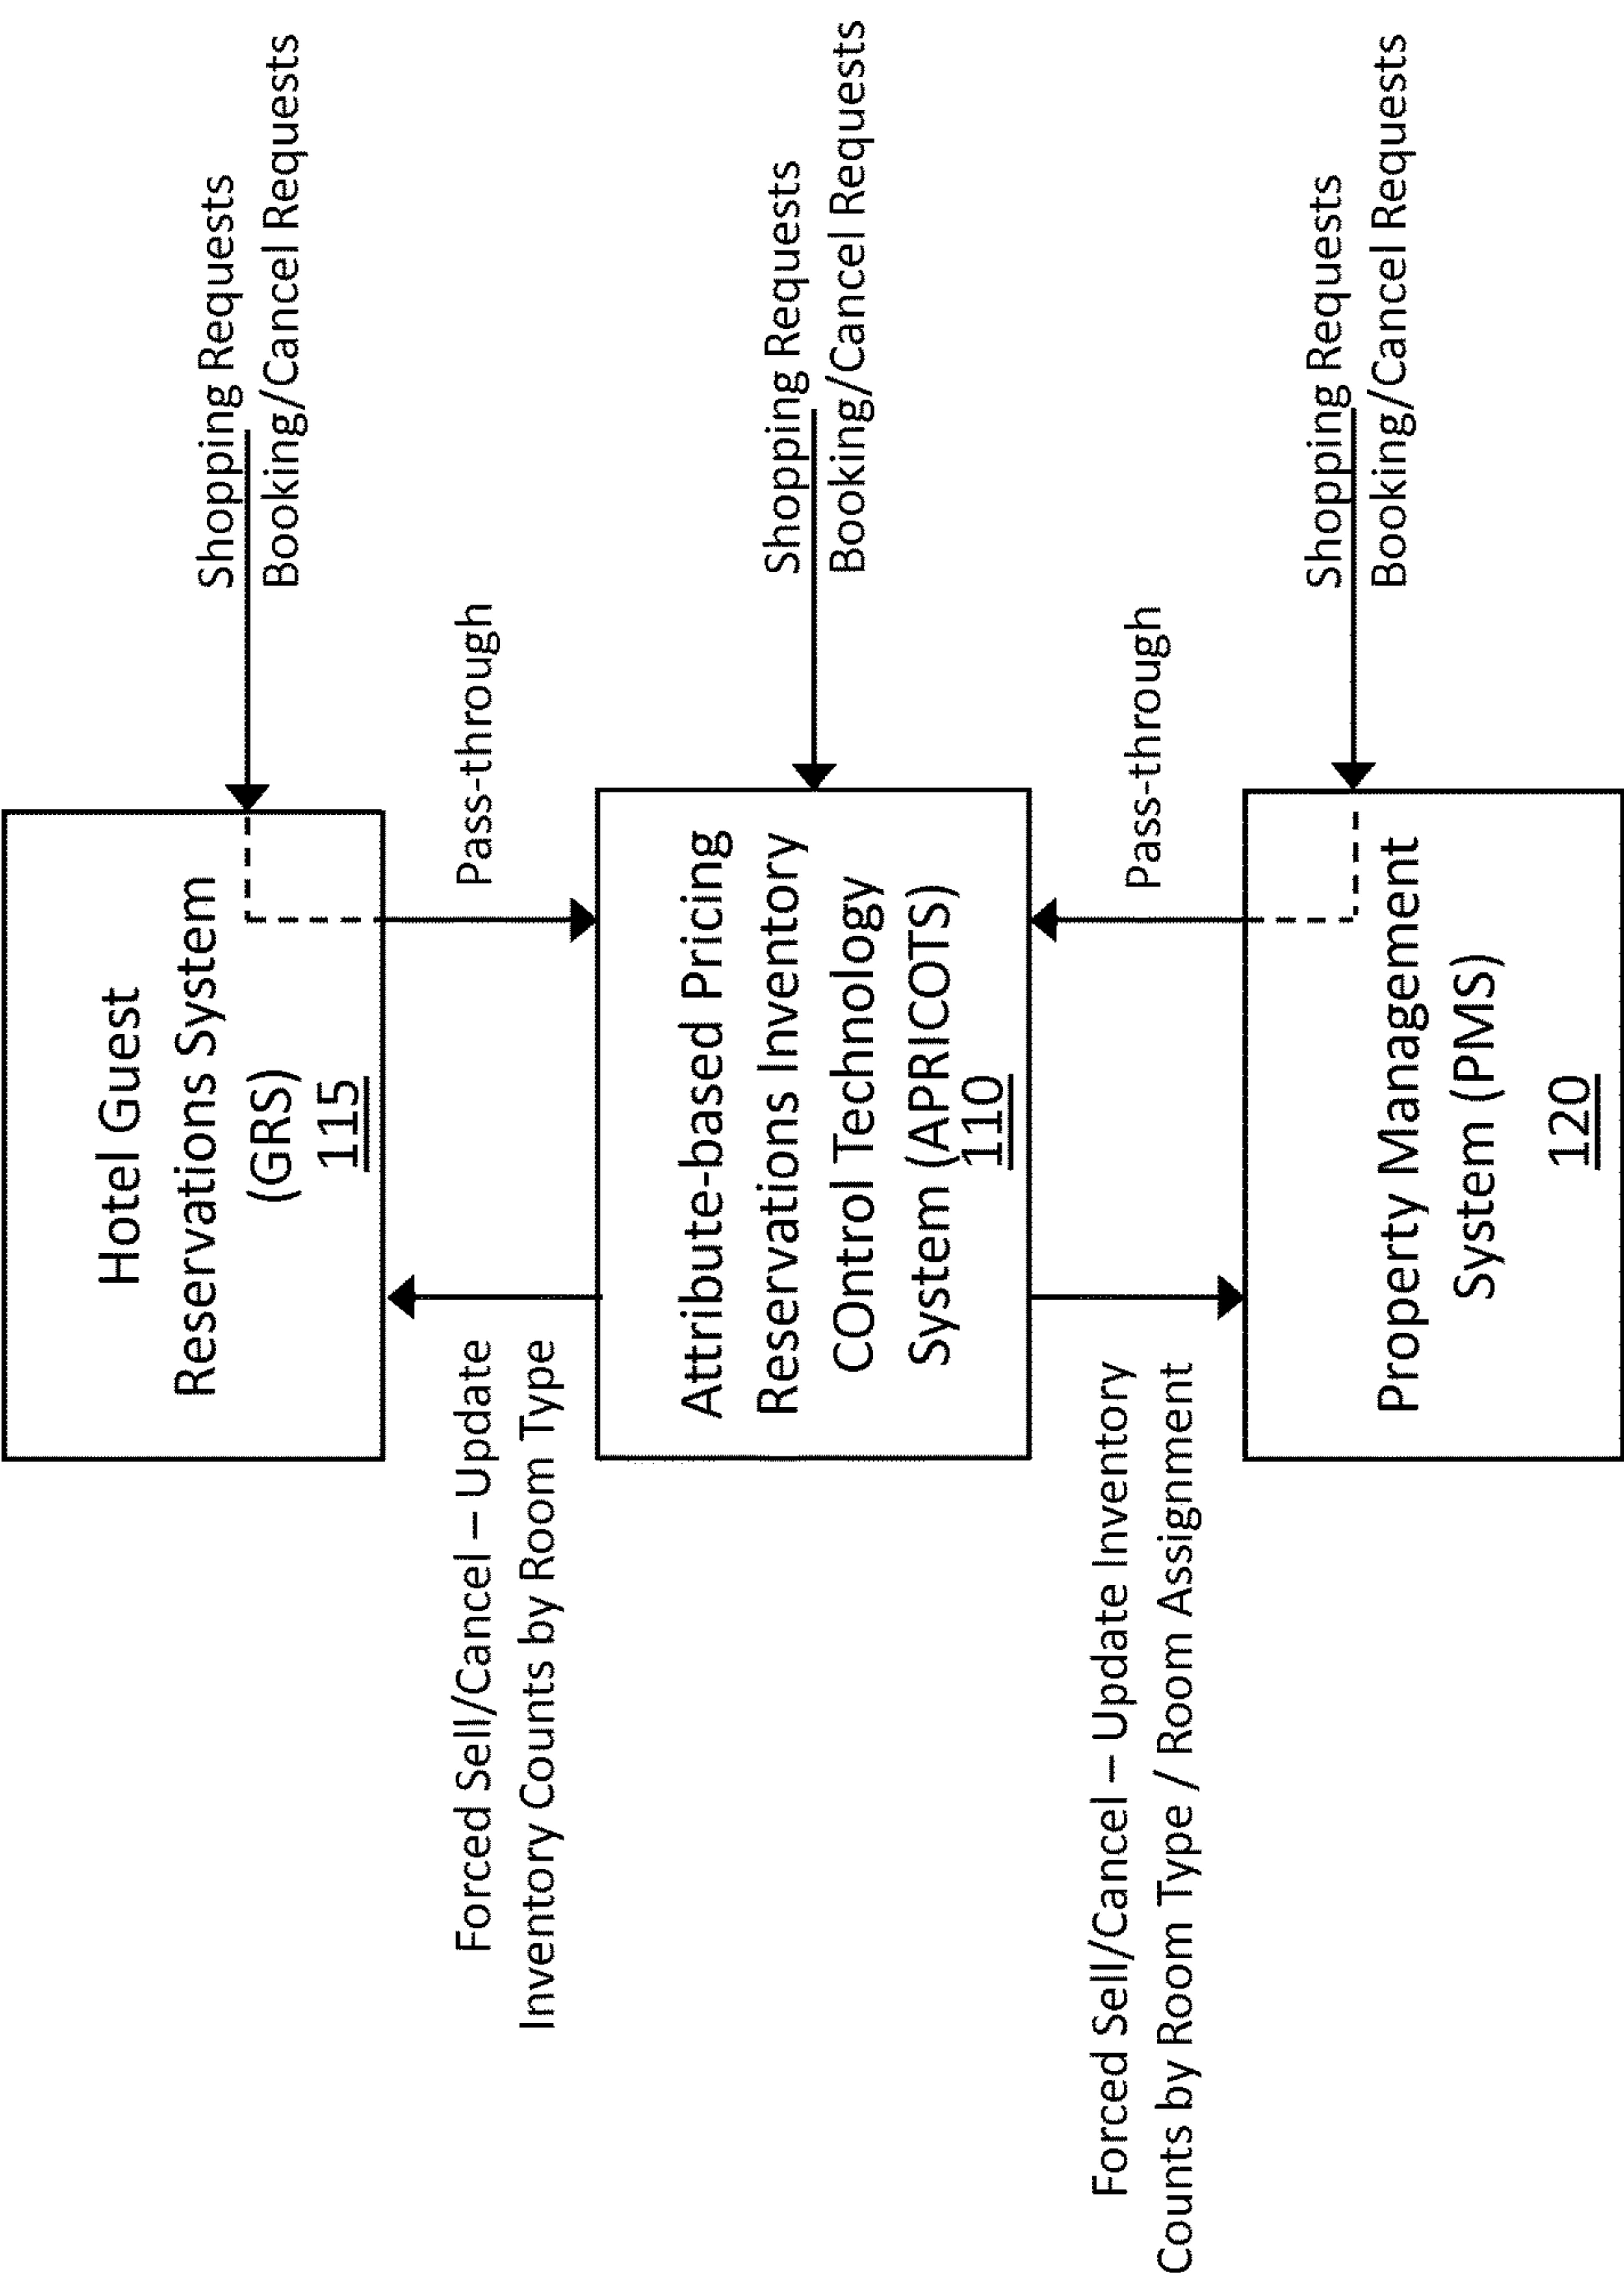 Shopping Requests
Booking/Cancel Requests
Pass-through
Hotel Guest
Reservations System
(GRS)
115
Forced Sell/Cancel – Update
Inventory Counts by Room Type
Shopping Requests
Booking/Cancel Requests
Attribute-based Pricing
Reservations Inventory
COntrol Technology
System (APRICOTS)
110
Shopping Requests
Booking/Cancel Requests
Pass-through
Property Management
System (PMS)
120
Forced Sell/Cancel – Update Inventory
Counts by Room Type / Room Assignment